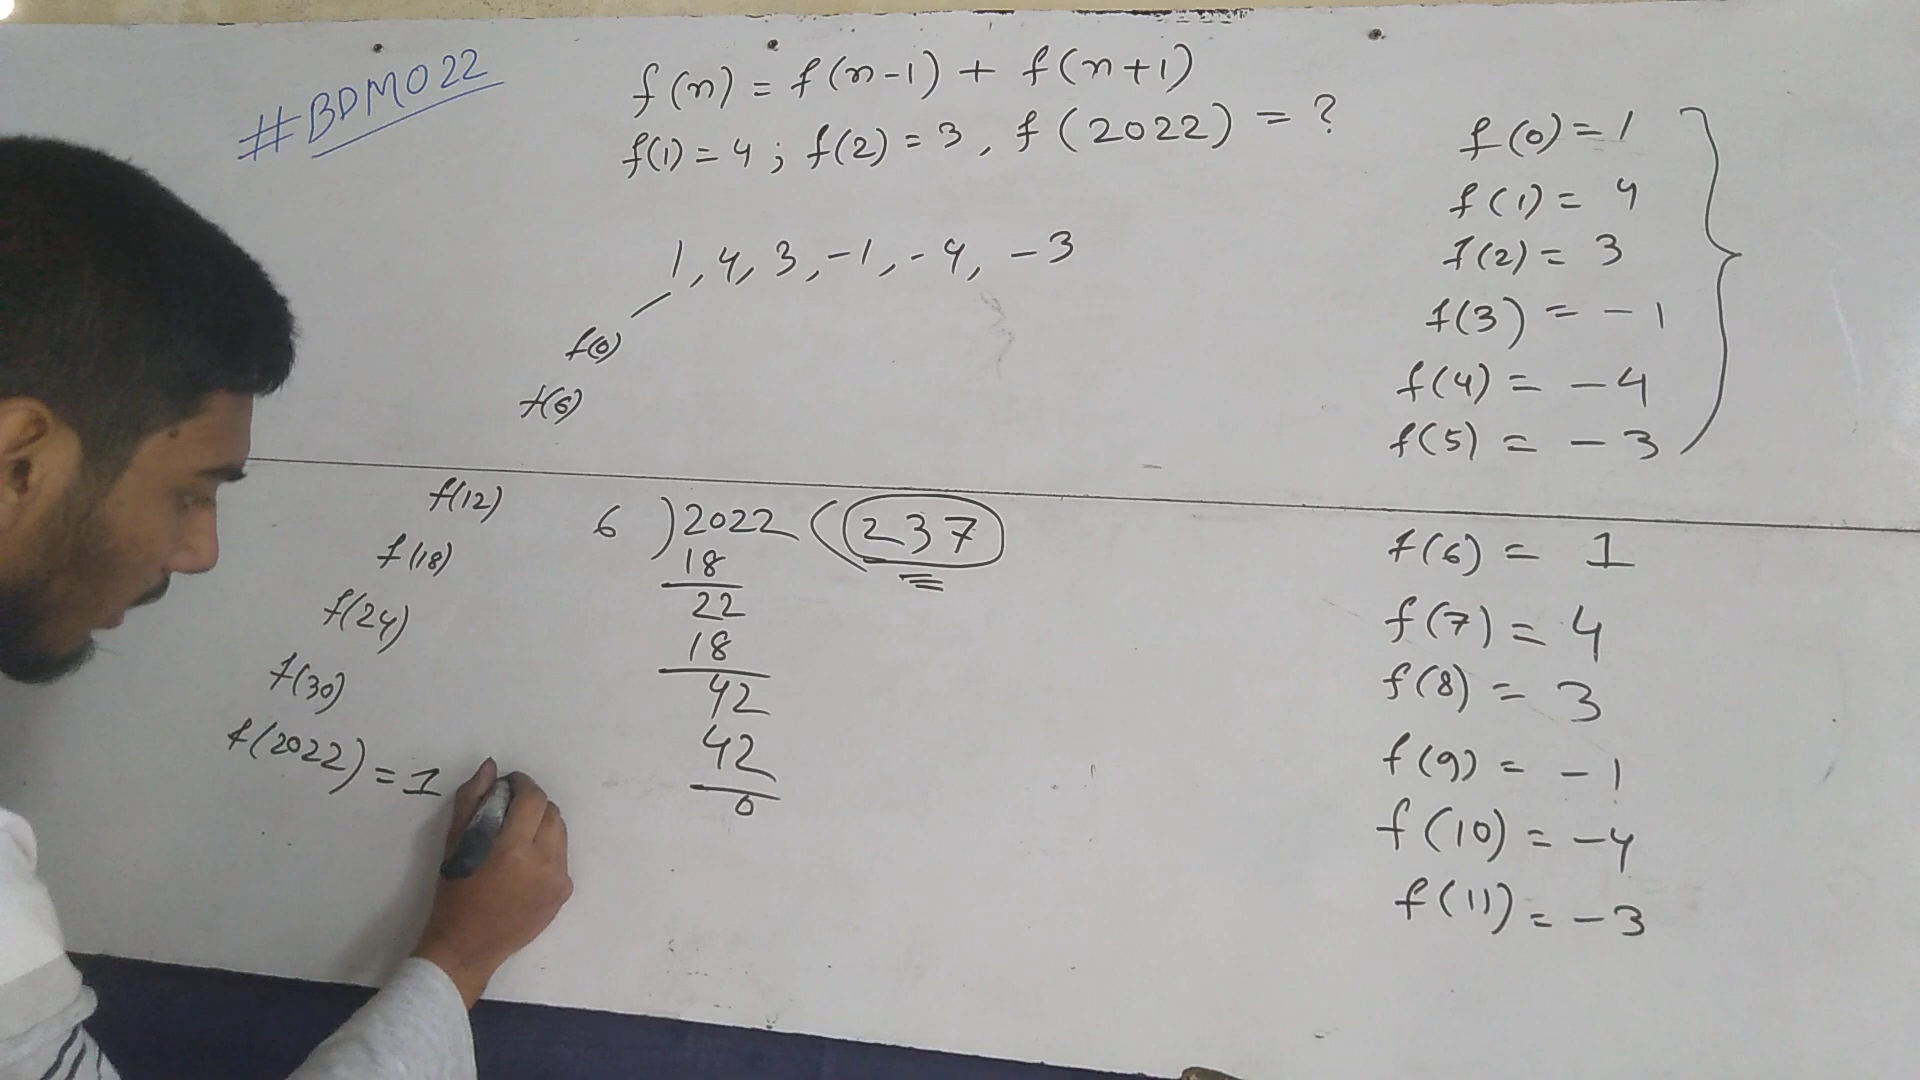 #BDMO22
f(n) = f(n-1) + f(n+1)
f(1) = 4 ; f(2) = 3, f(2022) = ?
1, 4, 3, -1, -4, -3
f(0)
f(6)
f(12)
f(18)
f(24)
f(30)
f(2022) = 1
6 ) 2022 ( 237
18
22
18
42
42
0
f(0) = 1
f(1) = 4
f(2) = 3
f(3) = -1
f(4) = -4
f(5) = -3
f(6) = 1
f(7) = 4
f(8) = 3
f(9) = -1
f(10) = -4
f(11) = -3